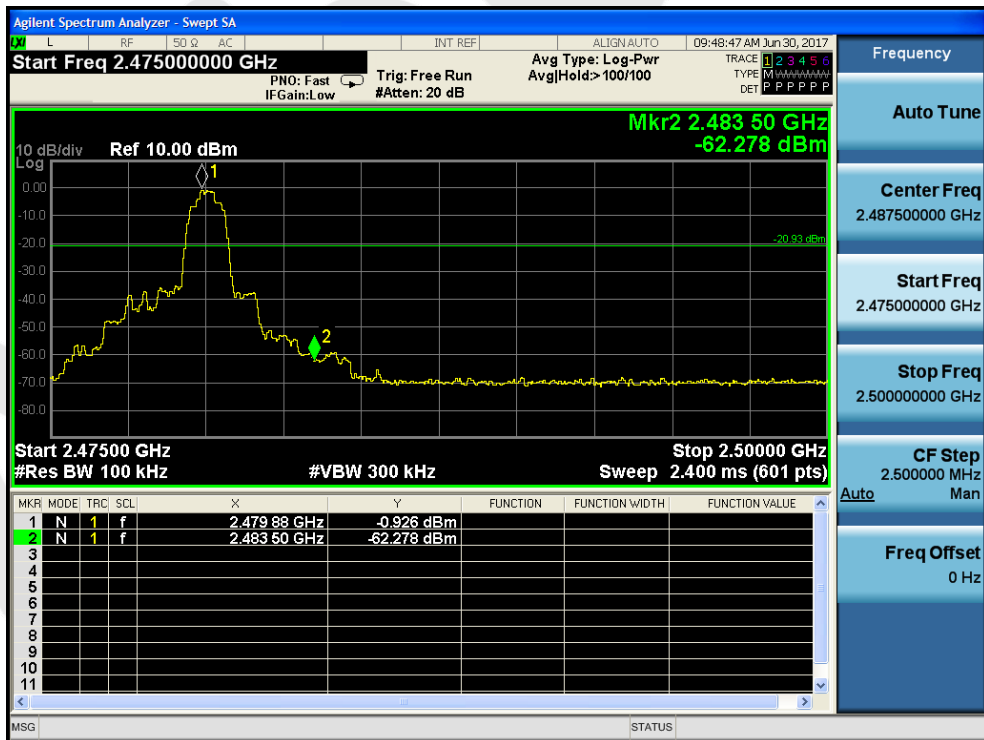 Agilent Spectrum Analyzer - Swept SA
LXI L RF 50 Ω AC INT REF ALIGN AUTO 09:48:47 AM Jun 30, 2017
Start Freq 2.475000000 GHz
PNO: Fast
IFGain:Low
Trig: Free Run
#Atten: 20 dB
Avg Type: Log-Pwr
Avg|Hold:>100/100
TRACE 1 2 3 4 5 6
TYPE M
DET P P P P P P
Mkr2 2.483 50 GHz
-62.278 dBm
10 dB/div Ref 10.00 dBm
Log
0.00
-10.0
-20.0
-30.0
-40.0
-50.0
-60.0
-70.0
-80.0
1
2
-20.93 dBm
Start 2.47500 GHz Stop 2.50000 GHz
#Res BW 100 kHz #VBW 300 kHz Sweep 2.400 ms (601 pts)
MKR MODE TRC SCL X Y FUNCTION FUNCTION WIDTH FUNCTION VALUE
1 N 1 f 2.479 88 GHz -0.926 dBm
2 N 1 f 2.483 50 GHz -62.278 dBm
3
4
5
6
7
8
9
10
11
MSG STATUS
Frequency
Auto Tune
Center Freq
2.487500000 GHz
Start Freq
2.475000000 GHz
Stop Freq
2.500000000 GHz
CF Step
2.500000 MHz
Auto Man
Freq Offset
0 Hz